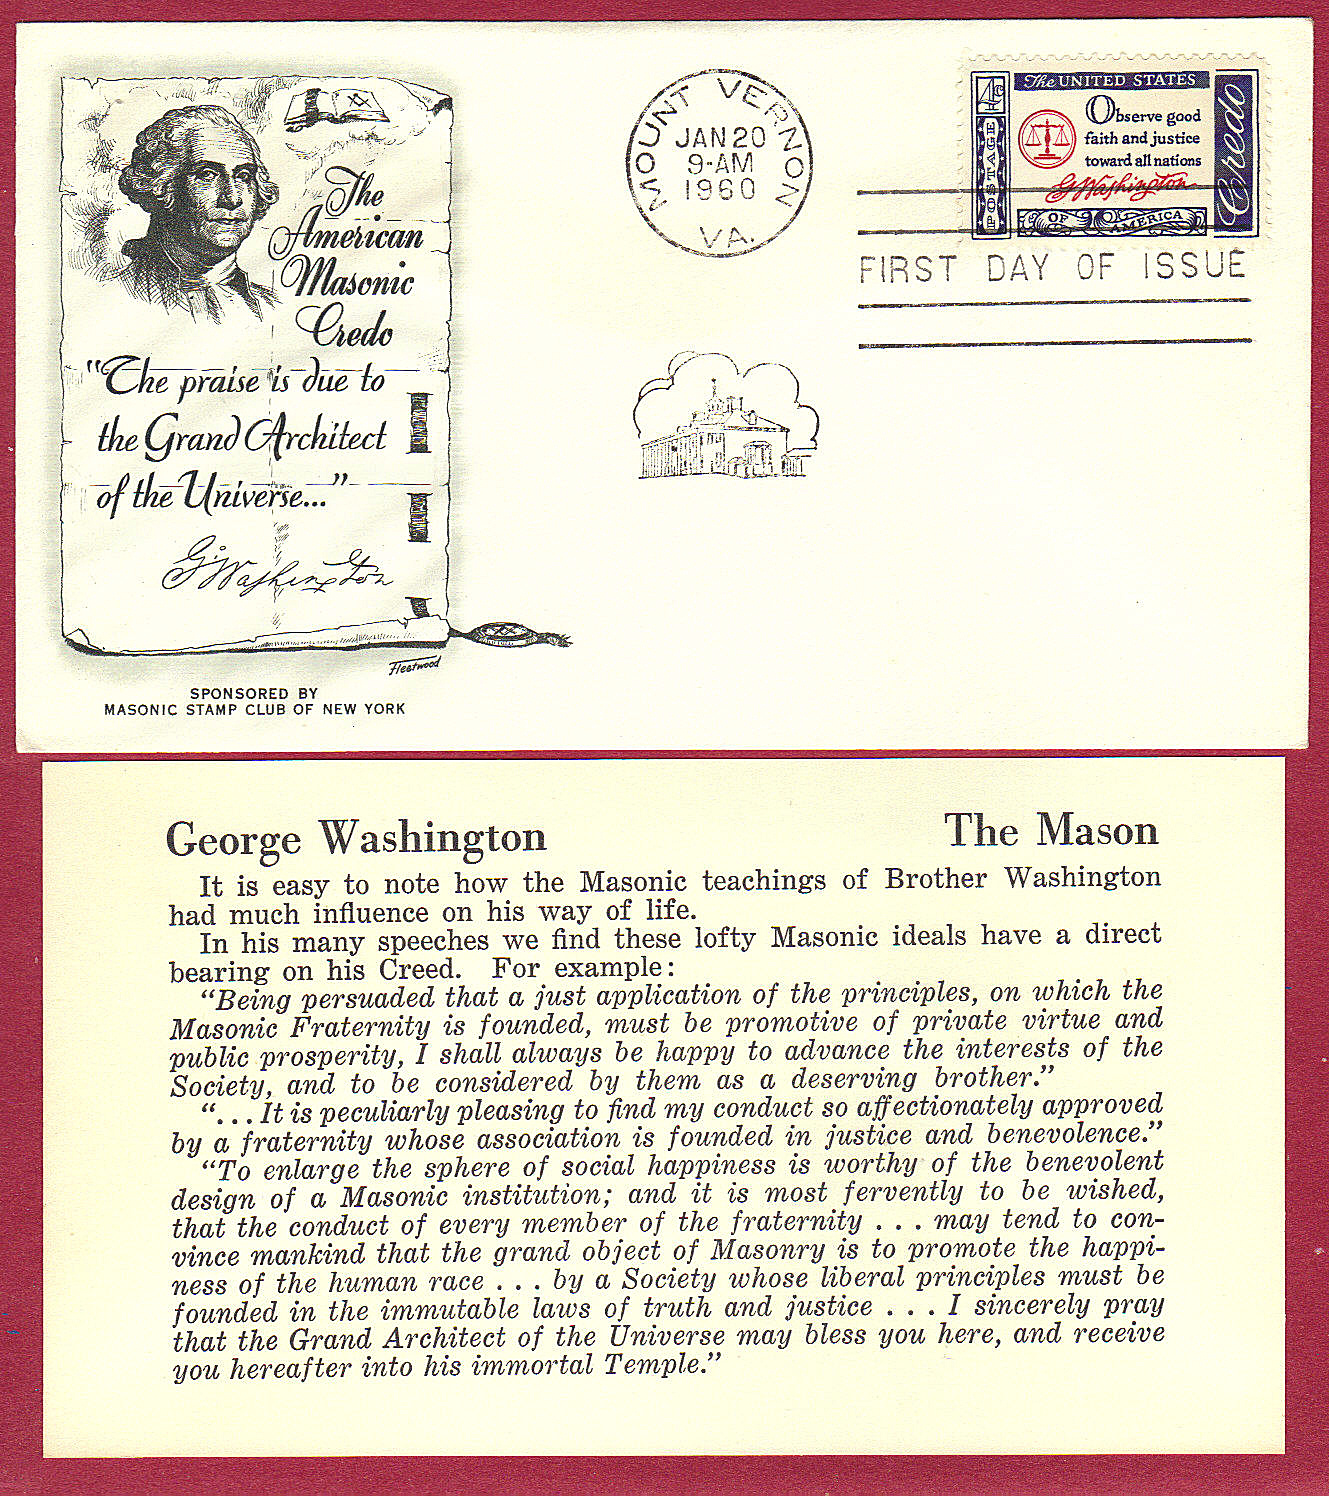 The
American
Masonic
Credo
"The praise is due to
the Grand Architect
of the Universe..."
G. Washington
Fleetwood
SPONSORED BY
MASONIC STAMP CLUB OF NEW YORK
MOUNT VERNON
JAN 20
9-AM
1960
VA.
4c
POSTAGE
The UNITED STATES
Observe good
faith and justice
toward all nations
G Washington
OF AMERICA
Credo
FIRST DAY OF ISSUE
George Washington The Mason
It is easy to note how the Masonic teachings of Brother Washington
had much influence on his way of life.
In his many speeches we find these lofty Masonic ideals have a direct
bearing on his Creed. For example:
"Being persuaded that a just application of the principles, on which the
Masonic Fraternity is founded, must be promotive of private virtue and
public prosperity, I shall always be happy to advance the interests of the
Society, and to be considered by them as a deserving brother."
"...It is peculiarly pleasing to find my conduct so affectionately approved
by a fraternity whose association is founded in justice and benevolence."
"To enlarge the sphere of social happiness is worthy of the benevolent
design of a Masonic institution; and it is most fervently to be wished,
that the conduct of every member of the fraternity . . . may tend to con-
vince mankind that the grand object of Masonry is to promote the happi-
ness of the human race . . . by a Society whose liberal principles must be
founded in the immutable laws of truth and justice . . . I sincerely pray
that the Grand Architect of the Universe may bless you here, and receive
you hereafter into his immortal Temple."